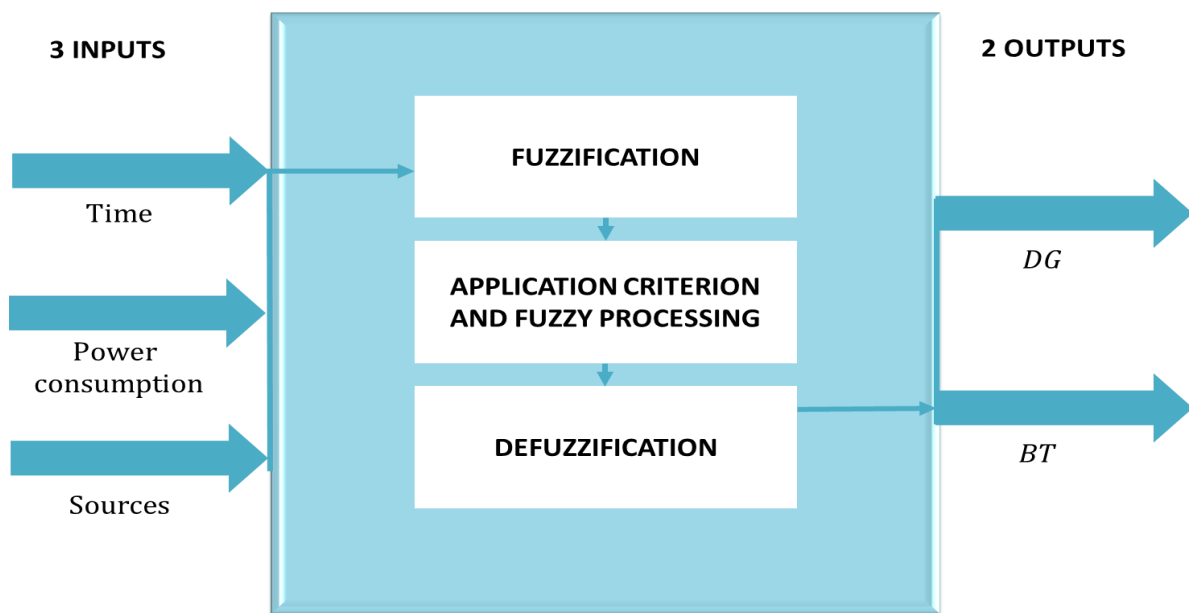 3 INPUTS
2 OUTPUTS
FUZZIFICATION
Time
DG
APPLICATION CRITERION
AND FUZZY PROCESSING
Power
consumption
DEFUZZIFICATION
BT
Sources